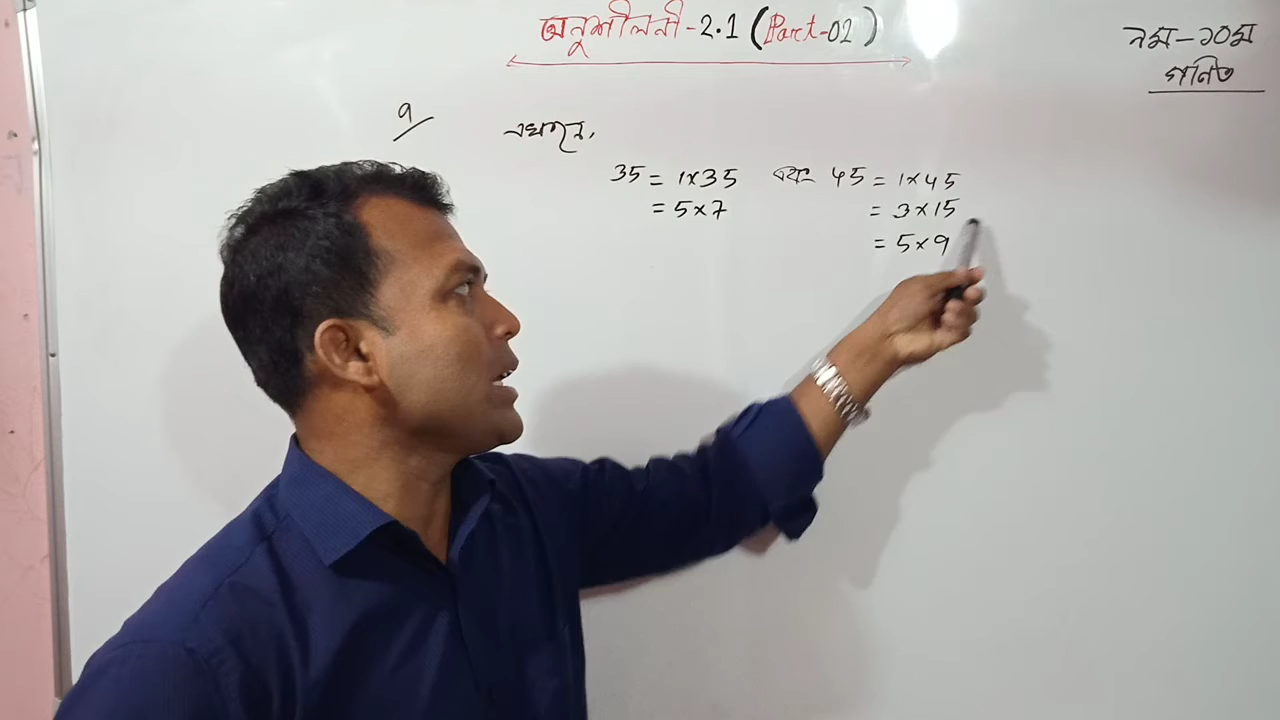 অনুশীলনী-2.1 (Part-02)
নবম-১০ম
গণিত
৭/
এখানে,
35 = 1×35 এবং 45 = 1×45
= 5×7 = 3×15
= 5×9